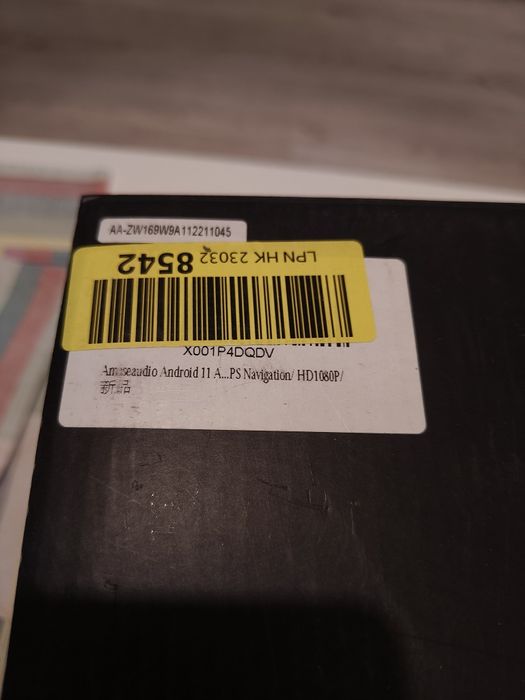 AA-ZW169W9A112211045
LPN HK 23032 8542
X001P4DQDV
Amaseaudio Android 11 A...PS Navigation/ HD1080P/
新品